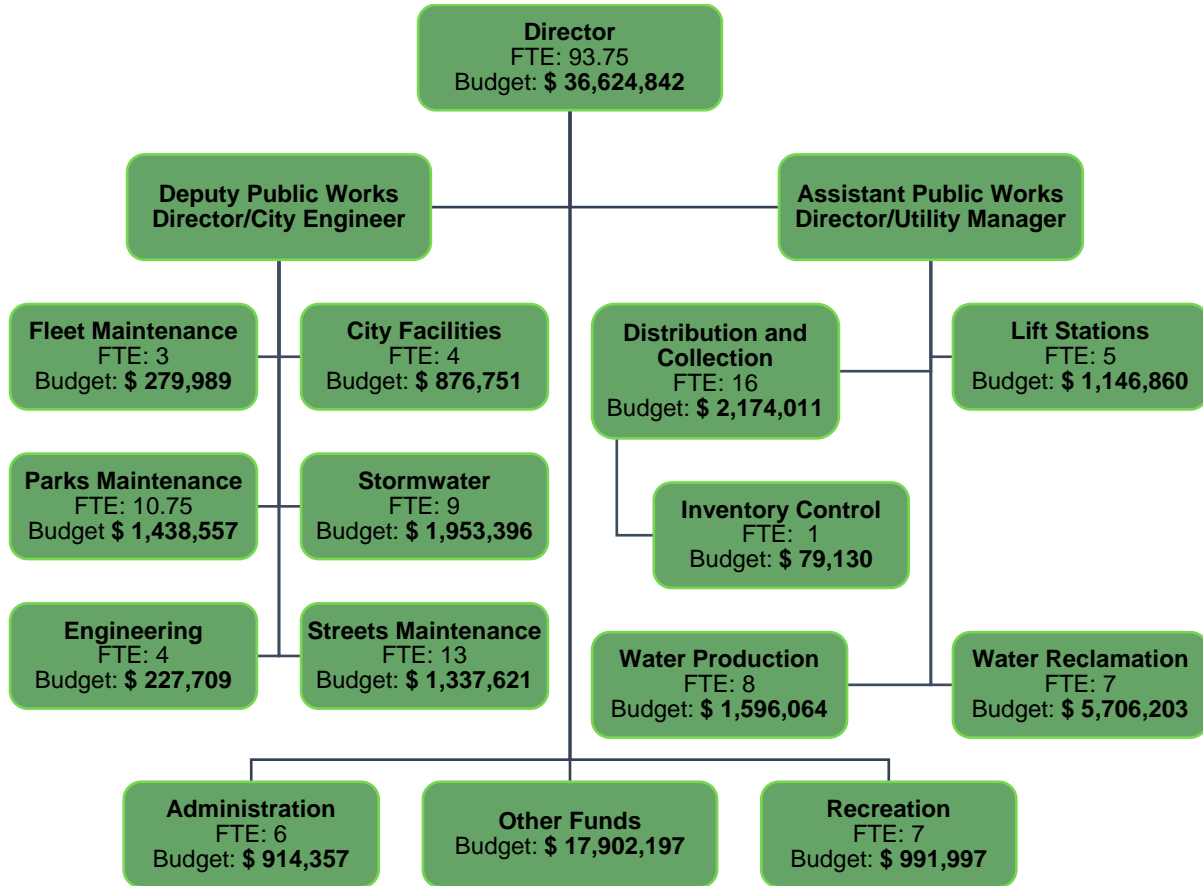 Director
FTE: 93.75
Budget: $ 36,624,842
Deputy Public Works
Director/City Engineer
Assistant Public Works
Director/Utility Manager
Fleet Maintenance
FTE: 3
Budget: $ 279,989
City Facilities
FTE: 4
Budget: $ 876,751
Distribution and
Collection
FTE: 16
Budget: $ 2,174,011
Lift Stations
FTE: 5
Budget: $ 1,146,860
Parks Maintenance
FTE: 10.75
Budget $ 1,438,557
Stormwater
FTE: 9
Budget: $ 1,953,396
Inventory Control
FTE: 1
Budget: $ 79,130
Engineering
FTE: 4
Budget: $ 227,709
Streets Maintenance
FTE: 13
Budget: $ 1,337,621
Water Production
FTE: 8
Budget: $ 1,596,064
Water Reclamation
FTE: 7
Budget: $ 5,706,203
Administration
FTE: 6
Budget: $ 914,357
Other Funds
Budget: $ 17,902,197
Recreation
FTE: 7
Budget: $ 991,997